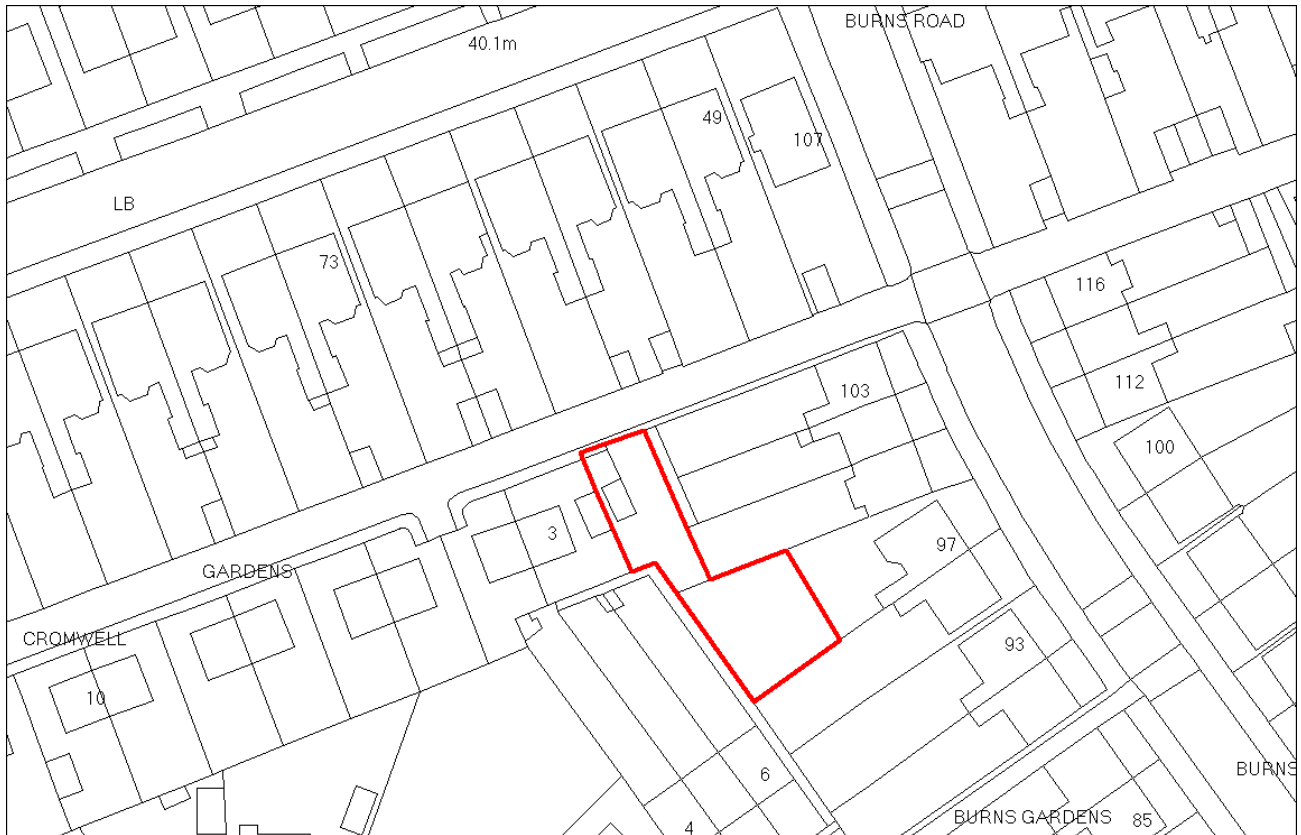 BURNS ROAD
40.1m
49
107
LB
73
116
112
103
100
3
97
GARDENS
CROMWELL
93
10
6
BURNS
BURNS GARDENS
85
4